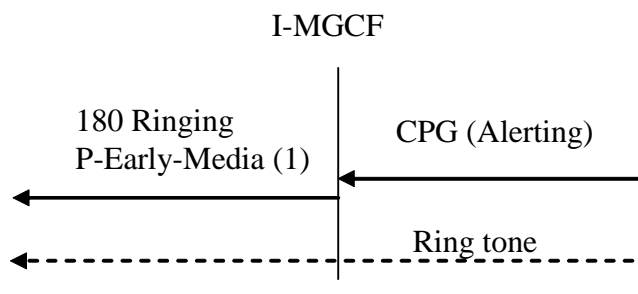 I-MGCF
180 Ringing
P-Early-Media (1)
CPG (Alerting)
Ring tone